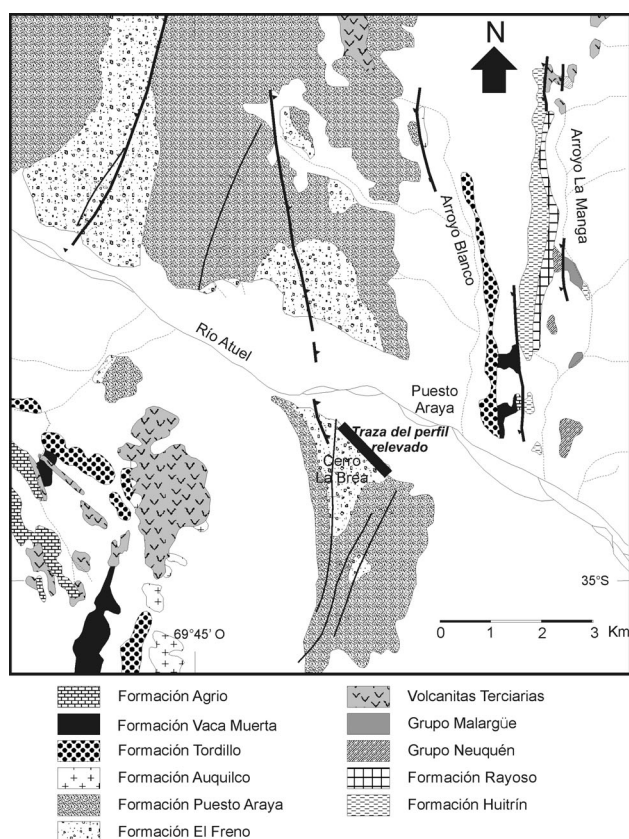 N
Arroyo La Manga
Arroyo Blanco
Río Atuel
Puesto
Araya
Traza del perfil
relevado
Cerro
La Brea
35°S
69°45' O
0 1 2 3 Km
Formación Agrio
Formación Vaca Muerta
Formación Tordillo
Formación Auquilco
Formación Puesto Araya
Formación El Freno
Volcanitas Terciarias
Grupo Malargüe
Grupo Neuquén
Formación Rayoso
Formación Huitrín